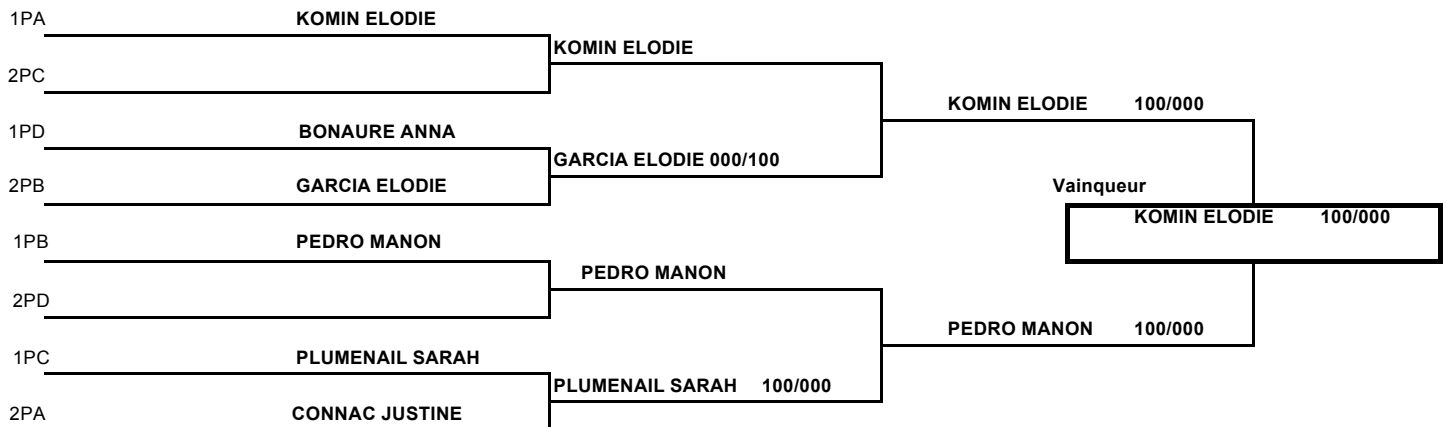 1PA KOMIN ELODIE
KOMIN ELODIE
2PC
KOMIN ELODIE 100/000
1PD BONAURE ANNA
GARCIA ELODIE 000/100
2PB GARCIA ELODIE
Vainqueur
KOMIN ELODIE 100/000
1PB PEDRO MANON
PEDRO MANON
2PD
PEDRO MANON 100/000
1PC PLUMENAIL SARAH
PLUMENAIL SARAH 100/000
2PA CONNAC JUSTINE